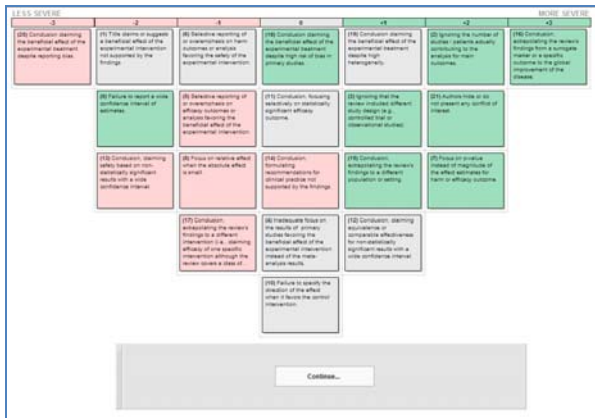 LESS SEVERE
MORE SEVERE
-3
-2
-1
0
+1
+2
+3
(20) Conclusion claiming
the beneficial effect of the
experimental treatment
despite reporting bias.
(1) Title claims or suggests
a beneficial effect of the
experimental intervention
not supported by the
findings.
(6) Selective reporting of
or overemphasis on harm
outcomes or analysis
favoring the safety of the
experimental intervention.
(18) Conclusion claiming the
beneficial effect of the
experimental treatment
despite high risk of bias in
primary studies.
(19) Conclusion claiming the
beneficial effect of the
experimental treatment
despite high
heterogeneity.
(2) Ignoring the number of
studies / patients actually
contributing to the
analysis for main
outcomes.
(16) Conclusion,
extrapolating the review's
findings from a surrogate
marker or a specific
outcome to the global
improvement of the
disease.
(9) Failure to report a wide
confidence interval of
estimates.
(5) Selective reporting of
or overemphasis on
efficacy outcomes or
analysis favoring the
beneficial effect of the
experimental intervention.
(11) Conclusion, focusing
selectively on statistically
significant efficacy
outcome.
(3) Ignoring that the
review included different
study design (e.g.,
controlled trial or
observational studies)
(21) Authors hide or do
not present any conflict of
interest.
(13) Conclusion, claiming
safety based on non-
statistically significant
results with a wide
confidence interval.
(8) Focus on relative effect
when the absolute effect
is small.
(14) Conclusion,
formulating
recommendations for
clinical practice not
supported by the findings.
(15) Conclusion,
extrapolating the review's
findings to a different
population or setting.
(7) Focus on p-value
instead of magnitude of
the effect estimates for
harm or efficacy outcome.
(17) Conclusion,
extrapolating the review's
findings to a different
intervention (i.e., claiming
efficacy of one specific
intervention although the
review covers a class of ...
(4) Inadequate focus on
the results of primary
studies favoring the
beneficial effect of the
experimental intervention
instead of the meta-
analysis results.
(12) Conclusion, claiming
equivalence or
comparable effectiveness
for non-statistically
significant results with a
wide confidence interval.
(10) Failure to specify the
direction of the effect
when it favors the control
intervention.
Continue...